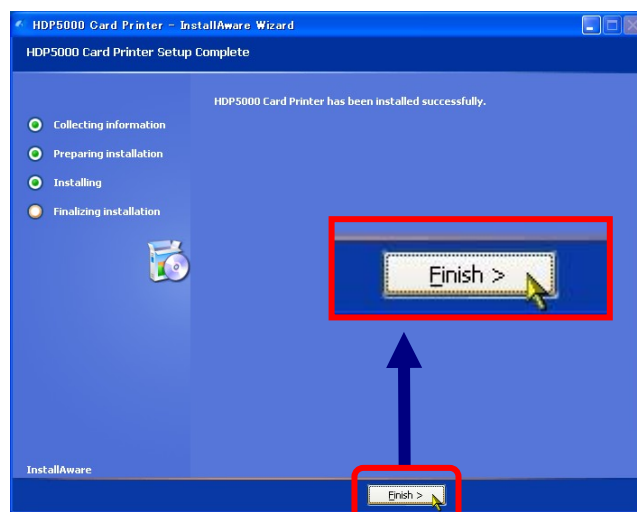 HDP5000 Card Printer - InstallAware Wizard
HDP5000 Card Printer Setup Complete
HDP5000 Card Printer has been installed successfully.
Collecting information
Preparing installation
Installing
Finalizing installation
Finish >
InstallAware
Finish >